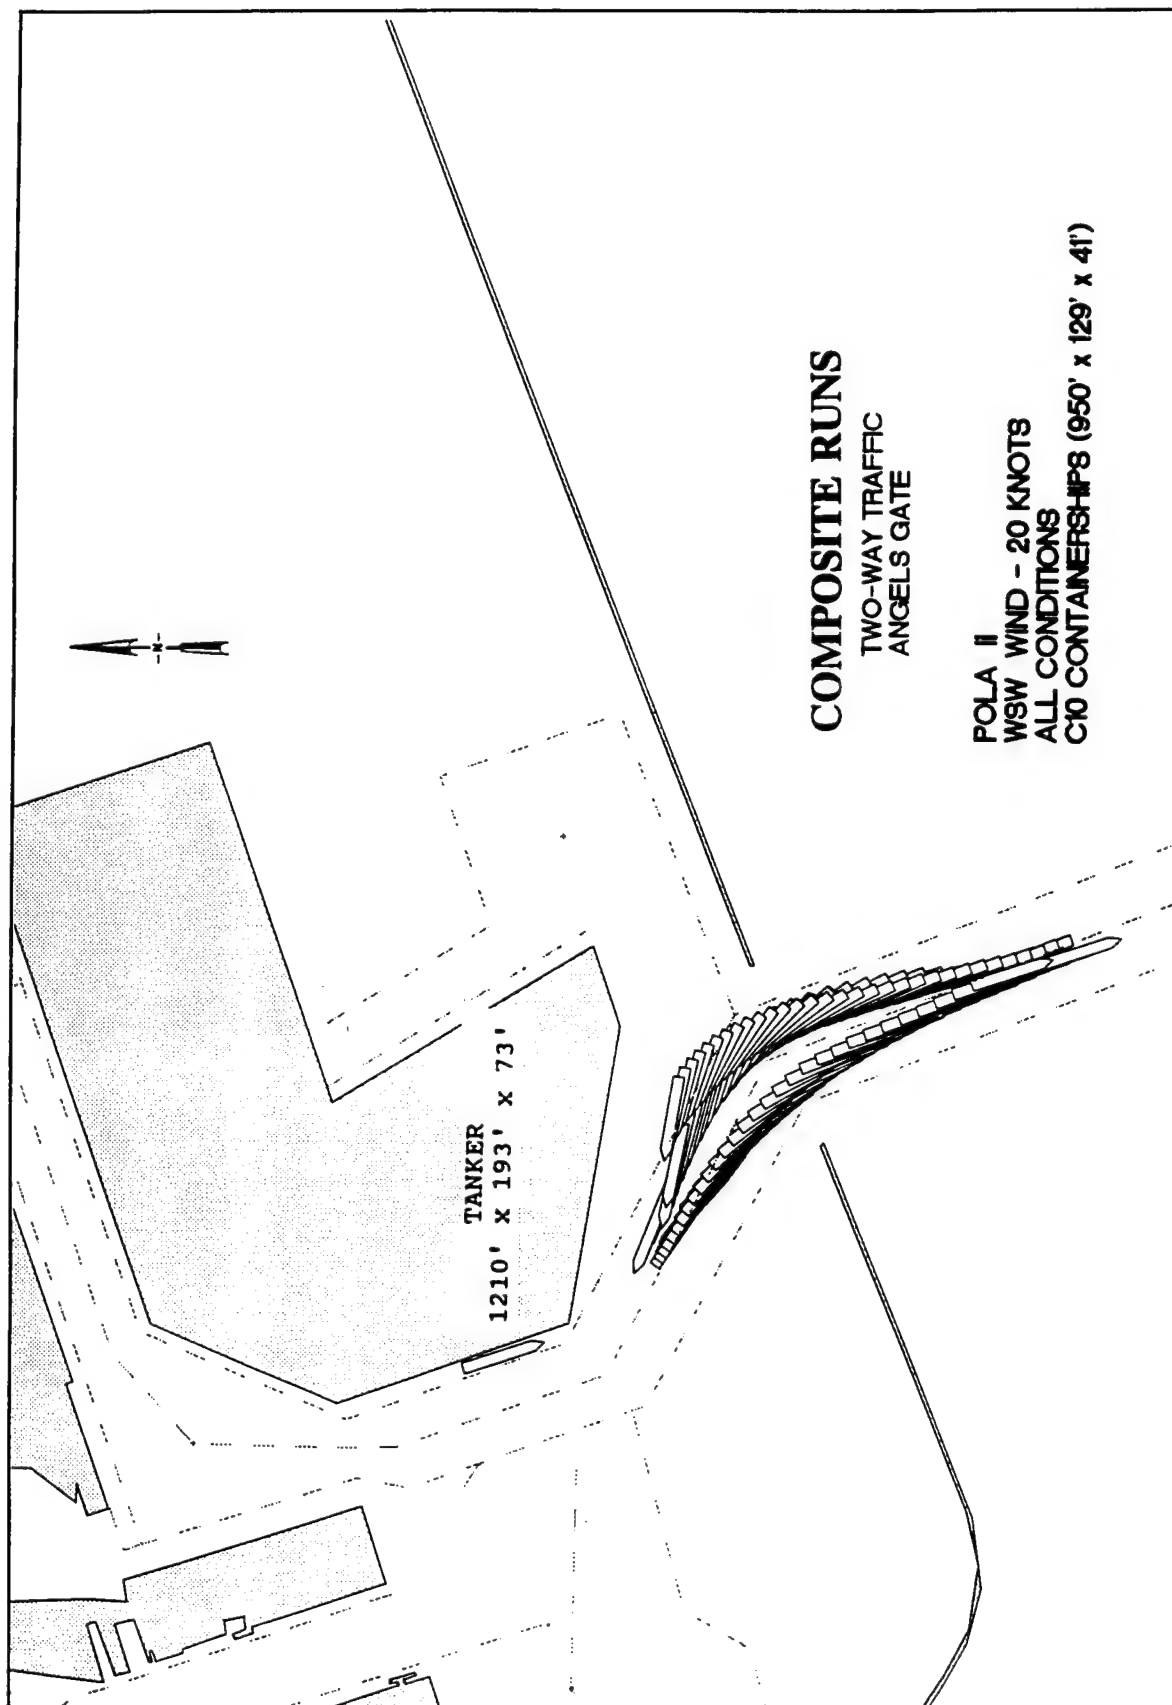 -N-
TANKER
1210' x 193' x 73'
COMPOSITE RUNS
TWO-WAY TRAFFIC
ANGELS GATE
POLA II
WSW WIND - 20 KNOTS
ALL CONDITIONS
C10 CONTAINERSHIPS (950' x 129' x 41')